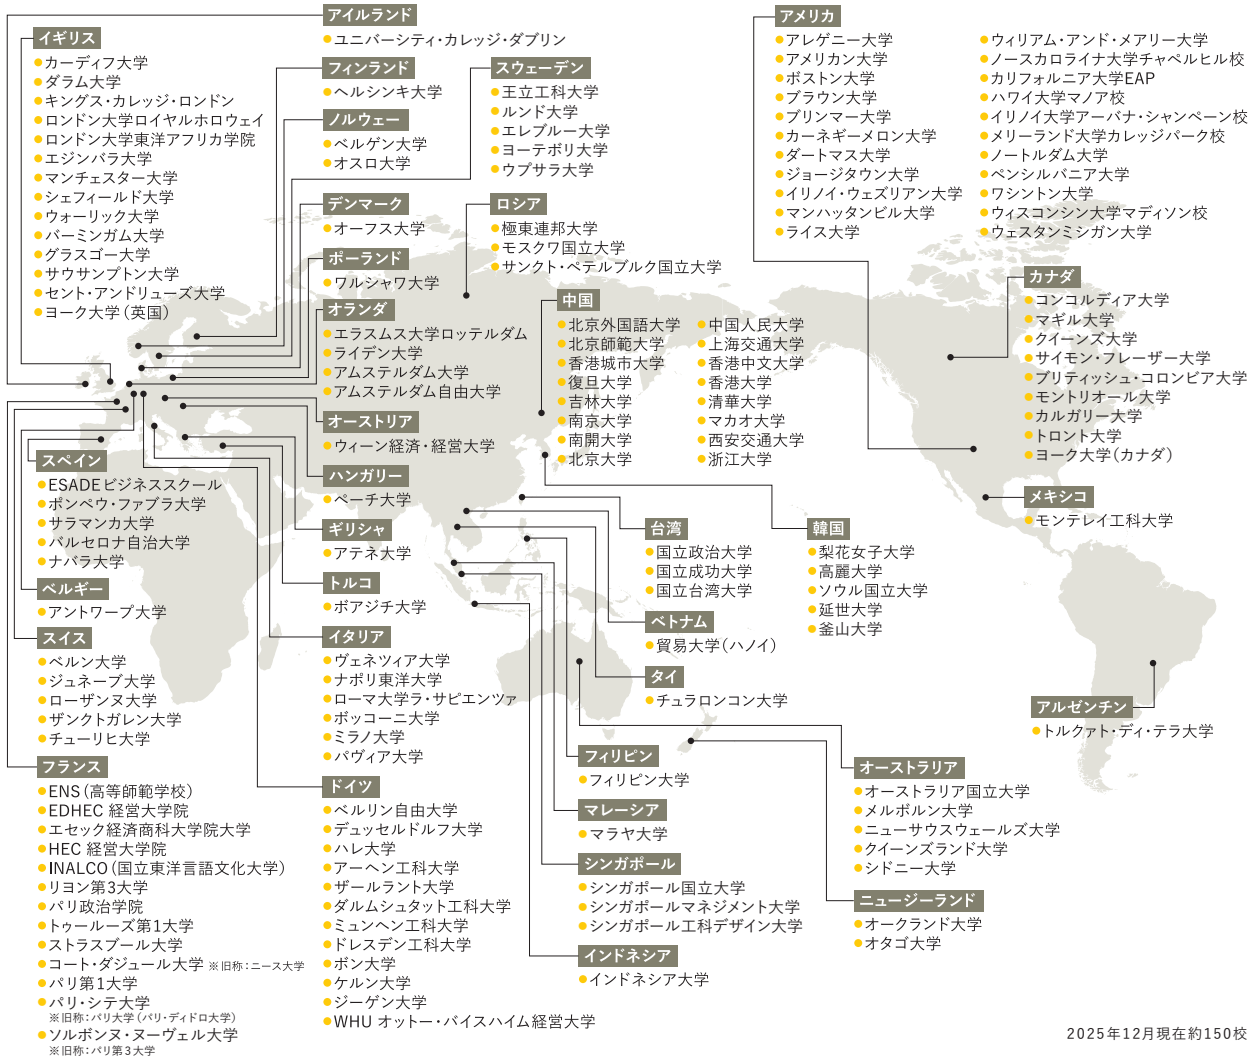 アイルランド
ユニバーシティ・カレッジ・ダブリン
イギリス
カーディフ大学
ダラム大学
キングス・カレッジ・ロンドン
ロンドン大学ロイヤルホロウェイ
ロンドン大学東洋アフリカ学院
エジンバラ大学
マンチェスター大学
シェフィールド大学
ウォーリック大学
バーミンガム大学
グラスゴー大学
サウサンプトン大学
セント・アンドリューズ大学
ヨーク大学(英国)
フィンランド
ヘルシンキ大学
ノルウェー
ベルゲン大学
オスロ大学
スウェーデン
王立工科大学
ルンド大学
エレブルー大学
ヨーテボリ大学
ウプサラ大学
デンマーク
オーフス大学
ポーランド
ワルシャワ大学
ロシア
極東連邦大学
モスクワ国立大学
サンクト・ペテルブルク国立大学
オランダ
エラスムス大学ロッテルダム
ライデン大学
アムステルダム大学
アムステルダム自由大学
オーストリア
ウィーン経済・経営大学
ハンガリー
ペーチ大学
ギリシャ
アテネ大学
トルコ
ボアジチ大学
イタリア
ヴェネツィア大学
ナポリ東洋大学
ローマ大学ラ・サピエンツァ
ボッコーニ大学
ミラノ大学
パヴィア大学
ドイツ
ベルリン自由大学
デュッセルドルフ大学
ハレ大学
アーヘン工科大学
ザールラント大学
ダルムシュタット工科大学
ミュンヘン工科大学
ドレスデン工科大学
ボン大学
ケルン大学
ジーゲン大学
WHU オットー・バイスハイム経営大学
スペイン
ESADEビジネススクール
ポンペウ・ファブラ大学
サラマンカ大学
バルセロナ自治大学
ナバラ大学
ベルギー
アントワープ大学
スイス
ベルン大学
ジュネーブ大学
ローザンヌ大学
ザンクトガレン大学
チューリヒ大学
フランス
ENS(高等師範学校)
EDHEC 経営大学院
エセック経済商科大学院大学
HEC 経営大学院
INALCO(国立東洋言語文化大学)
リヨン第3大学
パリ政治学院
トゥールーズ第1大学
ストラスブール大学
コート・ダジュール大学 ※旧称:ニース大学
パリ第1大学
パリ・シテ大学
※旧称:パリ大学(パリ・ディドロ大学)
ソルボンヌ・ヌーヴェル大学
※旧称:パリ第3大学
中国
北京外国語大学
北京師範大学
香港城市大学
復旦大学
吉林大学
南京大学
南開大学
北京大学
中国人民大学
上海交通大学
香港中文大学
香港大学
清華大学
マカオ大学
西安交通大学
浙江大学
台湾
国立政治大学
国立成功大学
国立台湾大学
韓国
梨花女子大学
高麗大学
ソウル国立大学
延世大学
釜山大学
ベトナム
貿易大学(ハノイ)
タイ
チュラロンコン大学
フィリピン
フィリピン大学
マレーシア
マラヤ大学
シンガポール
シンガポール国立大学
シンガポールマネジメント大学
シンガポール工科デザイン大学
インドネシア
インドネシア大学
オーストラリア
オーストラリア国立大学
メルボルン大学
ニューサウスウェールズ大学
クイーンズランド大学
シドニー大学
ニュージーランド
オークランド大学
オタゴ大学
アメリカ
アレゲニー大学
アメリカン大学
ボストン大学
ブラウン大学
ブリンマー大学
カーネギーメロン大学
ダートマス大学
ジョージタウン大学
イリノイ・ウェズリアン大学
マンハッタンビル大学
ライス大学
ウィリアム・アンド・メアリー大学
ノースカロライナ大学チャペルヒル校
カリフォルニア大学EAP
ハワイ大学マノア校
イリノイ大学アーバナ・シャンペーン校
メリーランド大学カレッジパーク校
ノートルダム大学
ペンシルバニア大学
ワシントン大学
ウィスコンシン大学マディソン校
ウェスタンミシガン大学
カナダ
コンコルディア大学
マギル大学
クイーンズ大学
サイモン・フレーザー大学
ブリティッシュ・コロンビア大学
モントリオール大学
カルガリー大学
トロント大学
ヨーク大学(カナダ)
メキシコ
モンテレイ工科大学
アルゼンチン
トルクァト・ディ・テラ大学
2025年12月現在約150校